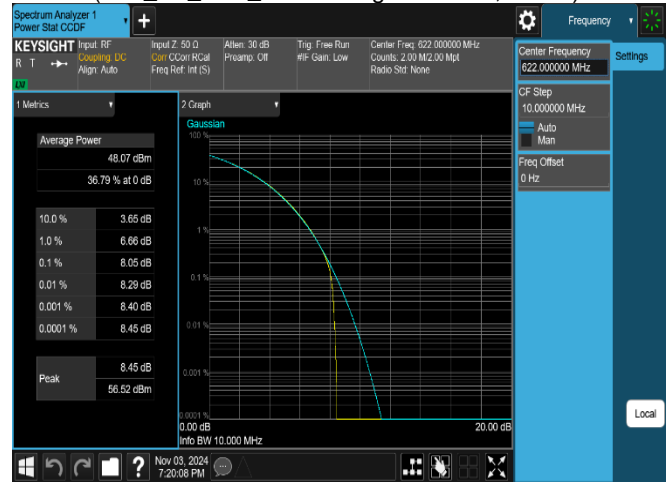 Spectrum Analyzer 1
Power Stat CCDF
Frequency
KEYSIGHT
R T
LXI
Input: RF
Coupling: DC
Align: Auto
Input Z: 50 Ω
Corr CCorr RCal
Freq Ref: Int (S)
Atten: 30 dB
Preamp: Off
Trig: Free Run
#IF Gain: Low
Center Freq: 622.000000 MHz
Counts: 2.00 M/2.00 Mpt
Radio Std: None
Center Frequency
622.000000 MHz
Settings
CF Step
10.000000 MHz
Auto
Man
Freq Offset
0 Hz
1 Metrics
Average Power
48.07 dBm
36.79 % at 0 dB
10.0 % 3.65 dB
1.0 % 6.66 dB
0.1 % 8.05 dB
0.01 % 8.29 dB
0.001 % 8.40 dB
0.0001 % 8.45 dB
Peak
8.45 dB
56.52 dBm
2 Graph
Gaussian
100 %
10 %
1 %
0.1 %
0.01 %
0.001 %
0.0001 %
0.00 dB 20.00 dB
Info BW 10.000 MHz
Local
?
Nov 03, 2024
7:20:08 PM